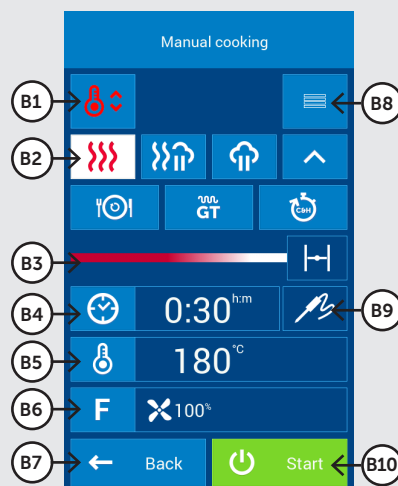 Manual cooking
B1
B8
B2
GT
C&H
B3
B4
0:30 h:m
B9
B5
180 °C
B6
F
100%
B7
Back
Start
B10